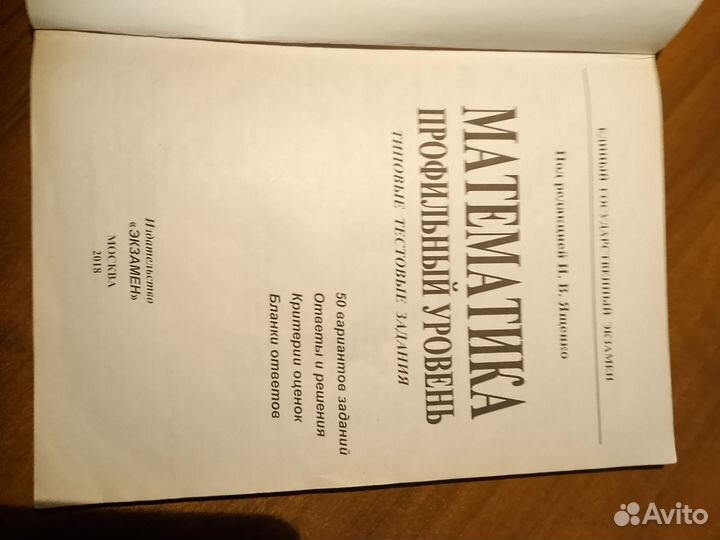 ЕДИНЫЙ ГОСУДАРСТВЕННЫЙ ЭКЗАМЕН
Под редакцией И. В. Ященко
МАТЕМАТИКА
ПРОФИЛЬНЫЙ УРОВЕНЬ
ТИПОВЫЕ ТЕСТОВЫЕ ЗАДАНИЯ
50 вариантов заданий
Ответы и решения
Критерии оценок
Бланки ответов
Издательство
«ЭКЗАМЕН»
МОСКВА
2018
Avito